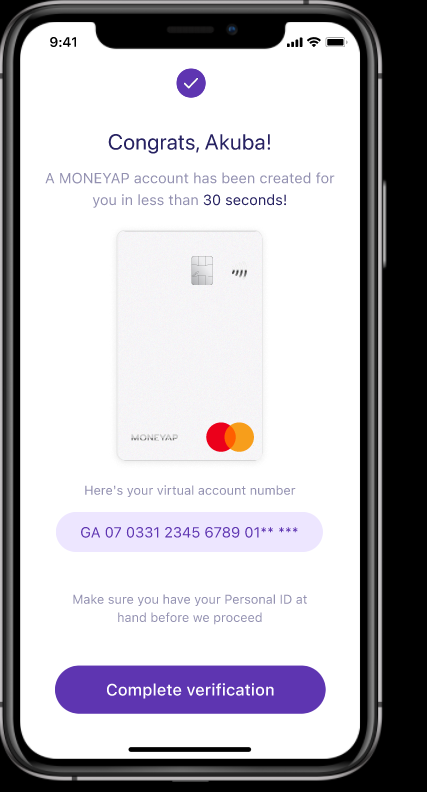 9:41
Congrats, Akuba!
A MONEYAP account has been created for
you in less than 30 seconds!
MONEYAP
Here's your virtual account number
GA 07 0331 2345 6789 01** ***
Make sure you have your Personal ID at
hand before we proceed
Complete verification